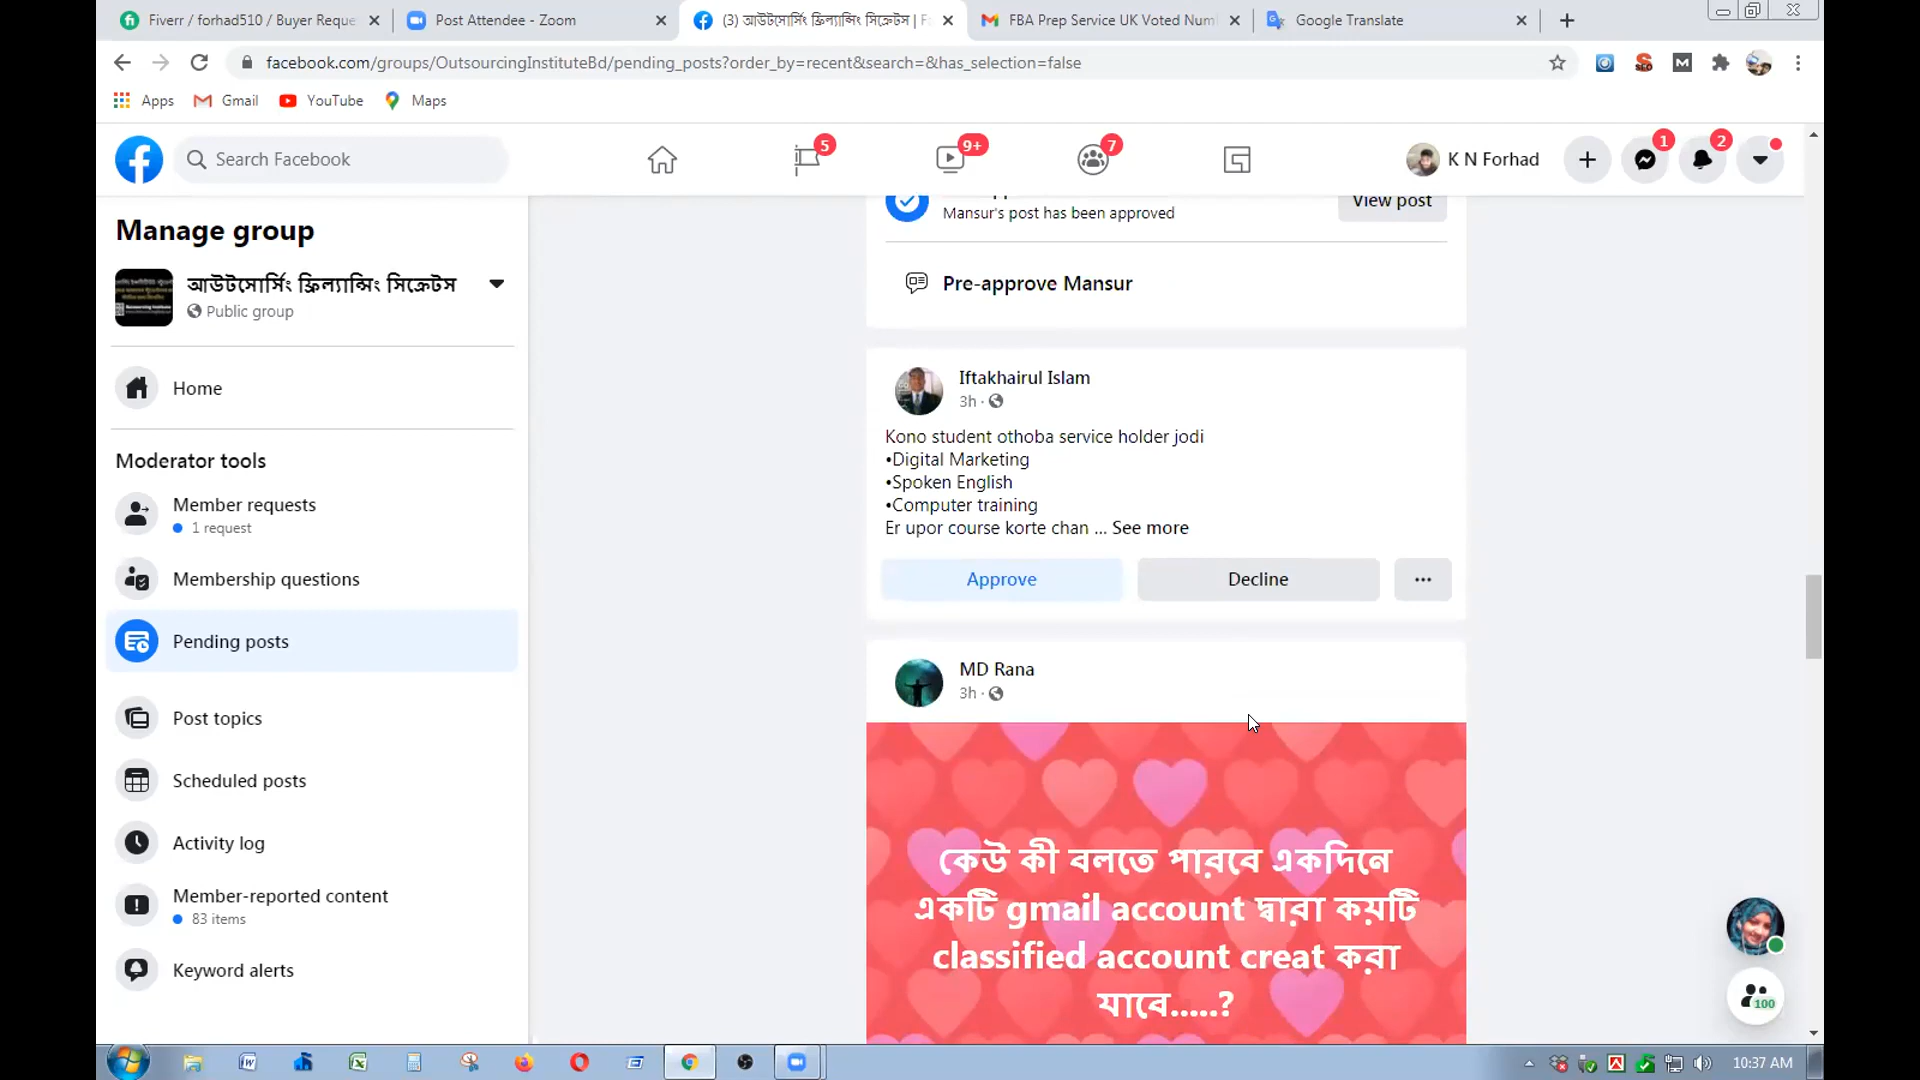 Fiverr / forhad510 / Buyer Reque
Post Attendee - Zoom
(3) আউটসোর্সিং ফ্রিল্যান্সিং সিক্রেটস | F
FBA Prep Service UK Voted Num
Google Translate
facebook.com/groups/OutsourcingInstituteBd/pending_posts?order_by=recent&search=&has_selection=false
Apps
Gmail
YouTube
Maps
Search Facebook
5
9+
7
K N Forhad
1
2
Manage group
আউটসোর্সিং ফ্রিল্যান্সিং সিক্রেটস
Public group
Home
Moderator tools
Member requests
1 request
Membership questions
Pending posts
Post topics
Scheduled posts
Activity log
Member-reported content
83 items
Keyword alerts
Mansur's post has been approved
View post
Pre-approve Mansur
Iftakhairul Islam
3h ·
Kono student othoba service holder jodi
•Digital Marketing
•Spoken English
•Computer training
Er upor course korte chan ... See more
Approve
Decline
MD Rana
3h ·
কেউ কী বলতে পারবে একদিনে
একটি gmail account দ্বারা কয়টি
classified account creat করা
যাবে.....?
100
10:37 AM